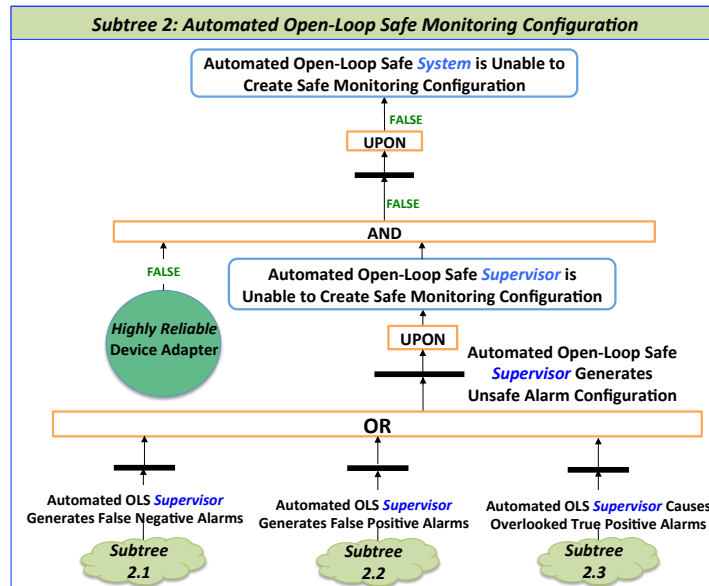 Subtree 2: Automated Open-Loop Safe Monitoring Configuration
Automated Open-Loop Safe System is Unable to
Create Safe Monitoring Configuration
FALSE
UPON
FALSE
AND
FALSE
Automated Open-Loop Safe Supervisor is
Unable to Create Safe Monitoring Configuration
Highly Reliable
Device Adapter
UPON
Automated Open-Loop Safe
Supervisor Generates
Unsafe Alarm Configuration
OR
Automated OLS Supervisor
Generates False Negative Alarms
Automated OLS Supervisor
Generates False Positive Alarms
Automated OLS Supervisor Causes
Overlooked True Positive Alarms
Subtree
2.1
Subtree
2.2
Subtree
2.3